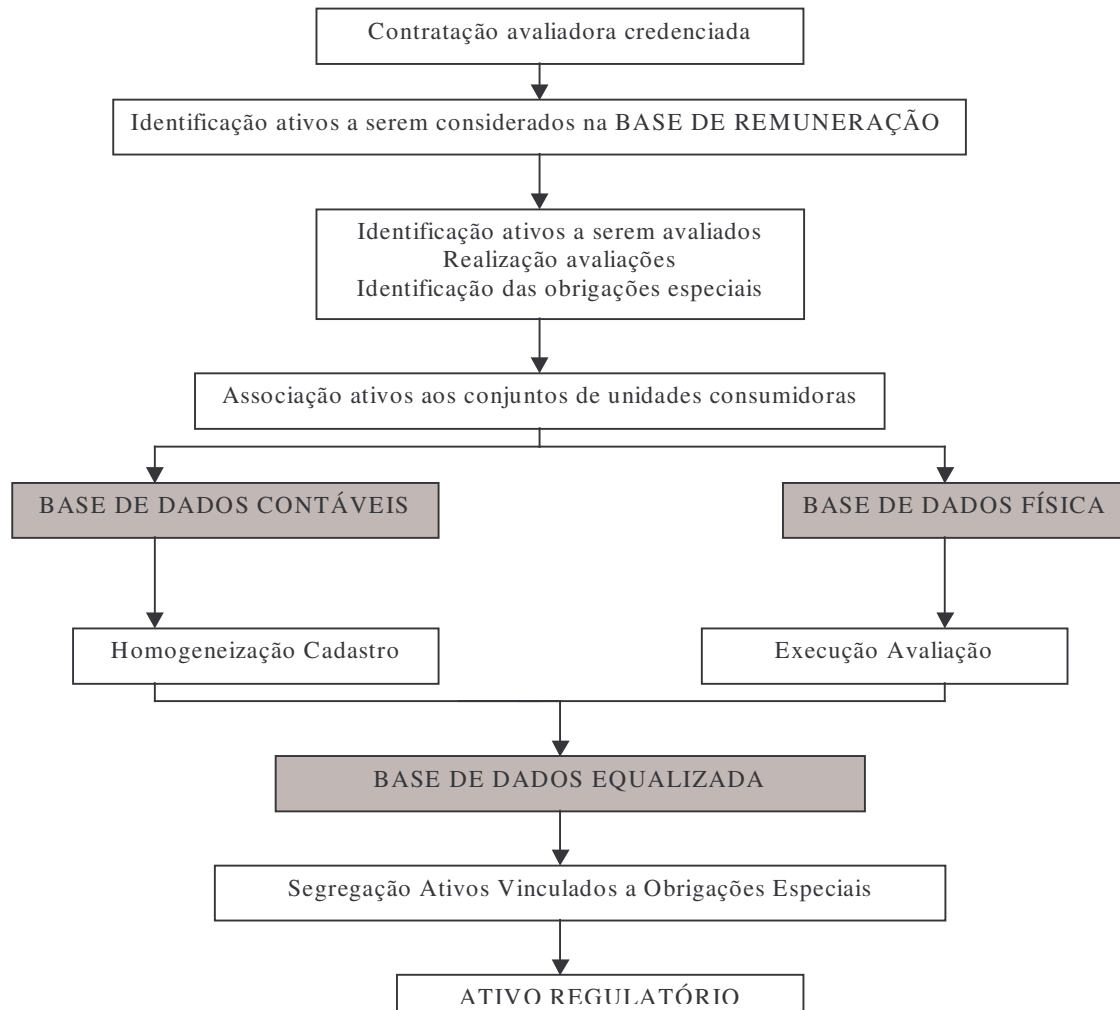 Contratação avaliadora credenciada
Identificação ativos a serem considerados na BASE DE REMUNERAÇÃO
Identificação ativos a serem avaliados
Realização avaliações
Identificação das obrigações especiais
Associação ativos aos conjuntos de unidades consumidoras
BASE DE DADOS CONTÁVEIS
BASE DE DADOS FÍSICA
Homogeneização Cadastro
Execução Avaliação
BASE DE DADOS EQUALIZADA
Segregação Ativos Vinculados a Obrigações Especiais
ATIVO REGULATÓRIO